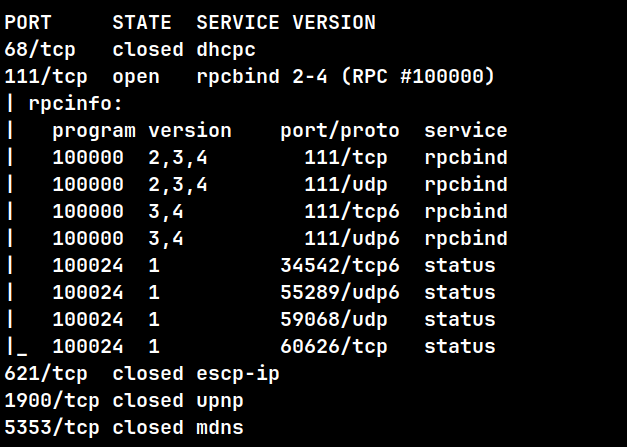 PORT     STATE  SERVICE VERSION
68/tcp   closed dhcpc
111/tcp  open   rpcbind 2-4 (RPC #100000)
| rpcinfo:
|   program version    port/proto  service
|   100000  2,3,4        111/tcp   rpcbind
|   100000  2,3,4        111/udp   rpcbind
|   100000  3,4          111/tcp6  rpcbind
|   100000  3,4          111/udp6  rpcbind
|   100024  1          34542/tcp6  status
|   100024  1          55289/udp6  status
|   100024  1          59068/udp   status
|_  100024  1          60626/tcp   status
621/tcp  closed escp-ip
1900/tcp closed upnp
5353/tcp closed mdns